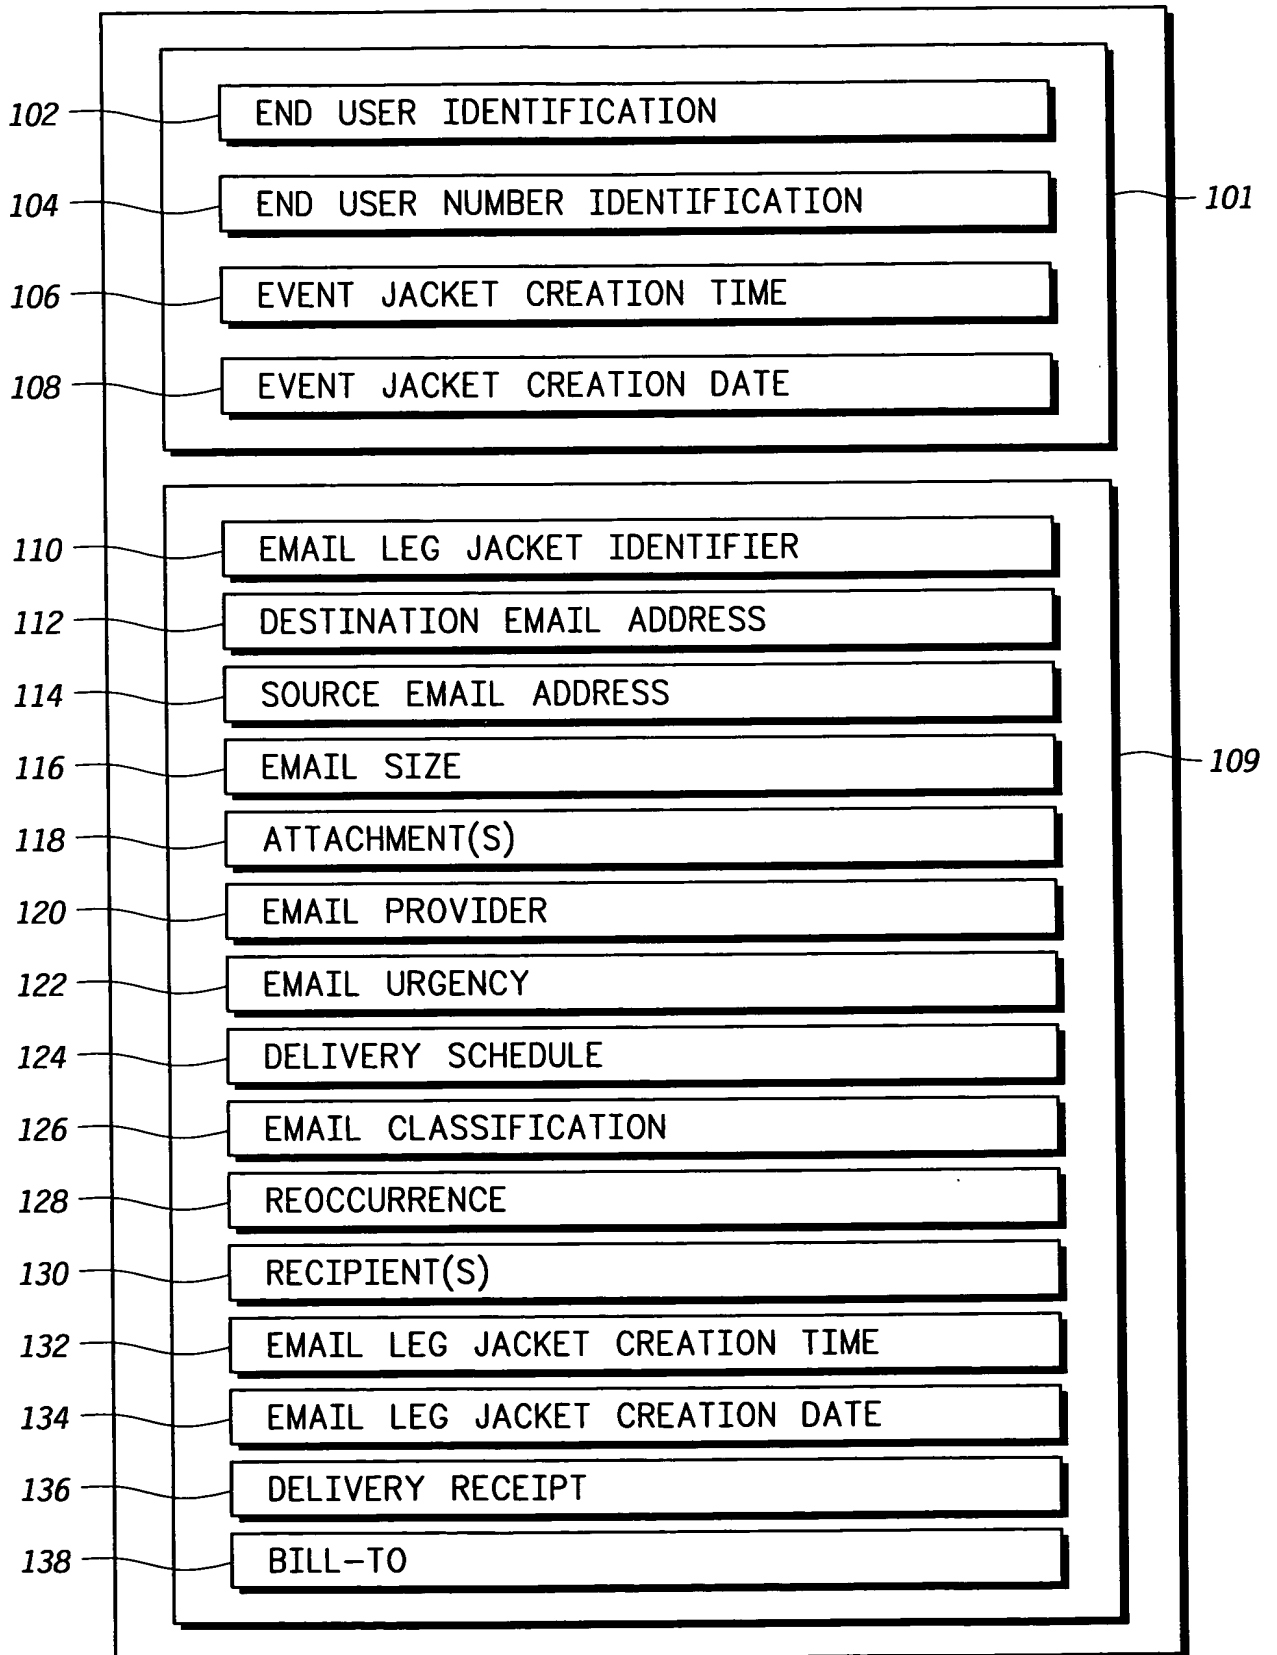 102 END USER IDENTIFICATION
104 END USER NUMBER IDENTIFICATION 101
106 EVENT JACKET CREATION TIME
108 EVENT JACKET CREATION DATE
110 EMAIL LEG JACKET IDENTIFIER
112 DESTINATION EMAIL ADDRESS
114 SOURCE EMAIL ADDRESS
116 EMAIL SIZE 109
118 ATTACHMENT(S)
120 EMAIL PROVIDER
122 EMAIL URGENCY
124 DELIVERY SCHEDULE
126 EMAIL CLASSIFICATION
128 REOCCURRENCE
130 RECIPIENT(S)
132 EMAIL LEG JACKET CREATION TIME
134 EMAIL LEG JACKET CREATION DATE
136 DELIVERY RECEIPT
138 BILL-TO